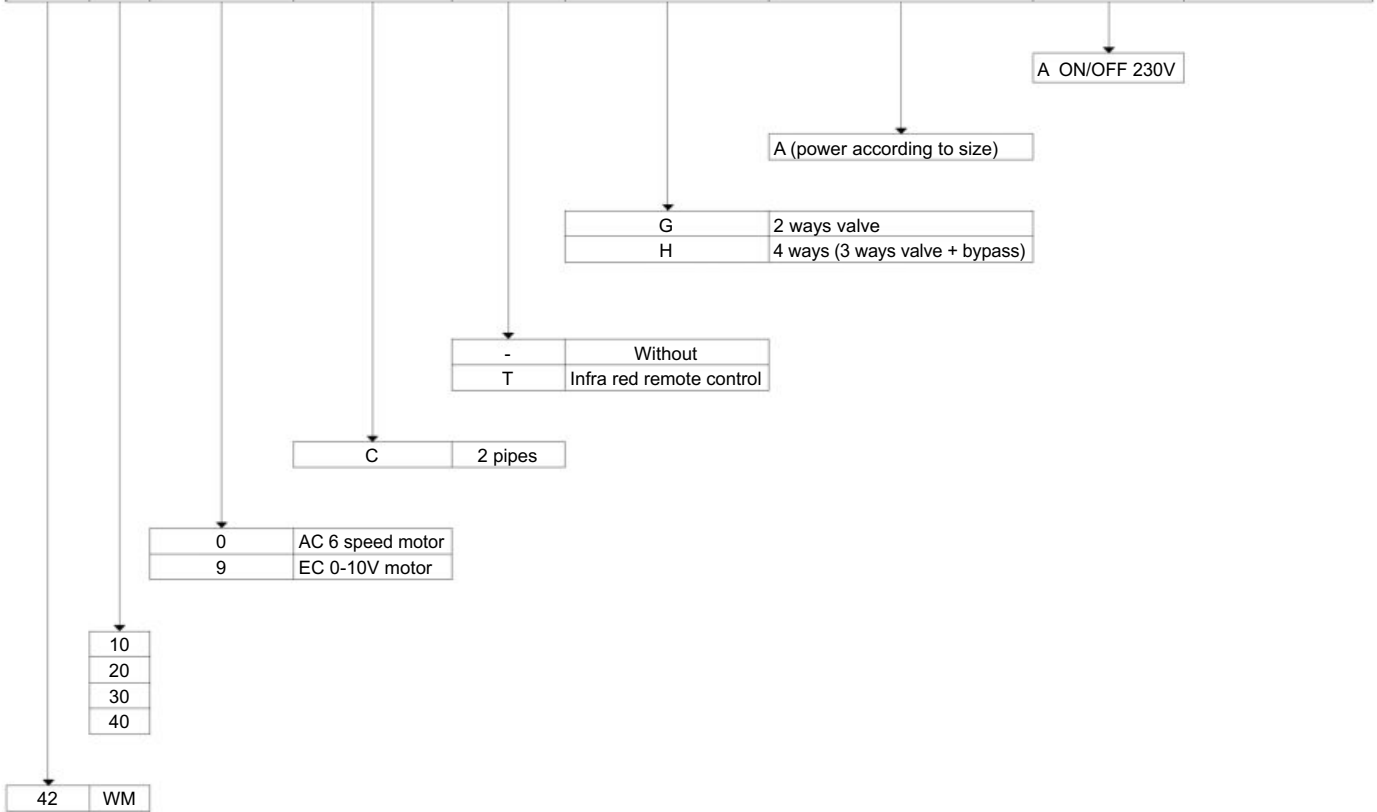 A ON/OFF 230V
A (power according to size)
G 2 ways valve
H 4 ways (3 ways valve + bypass)
- Without
T Infra red remote control
C 2 pipes
0 AC 6 speed motor
9 EC 0-10V motor
10
20
30
40
42 WM